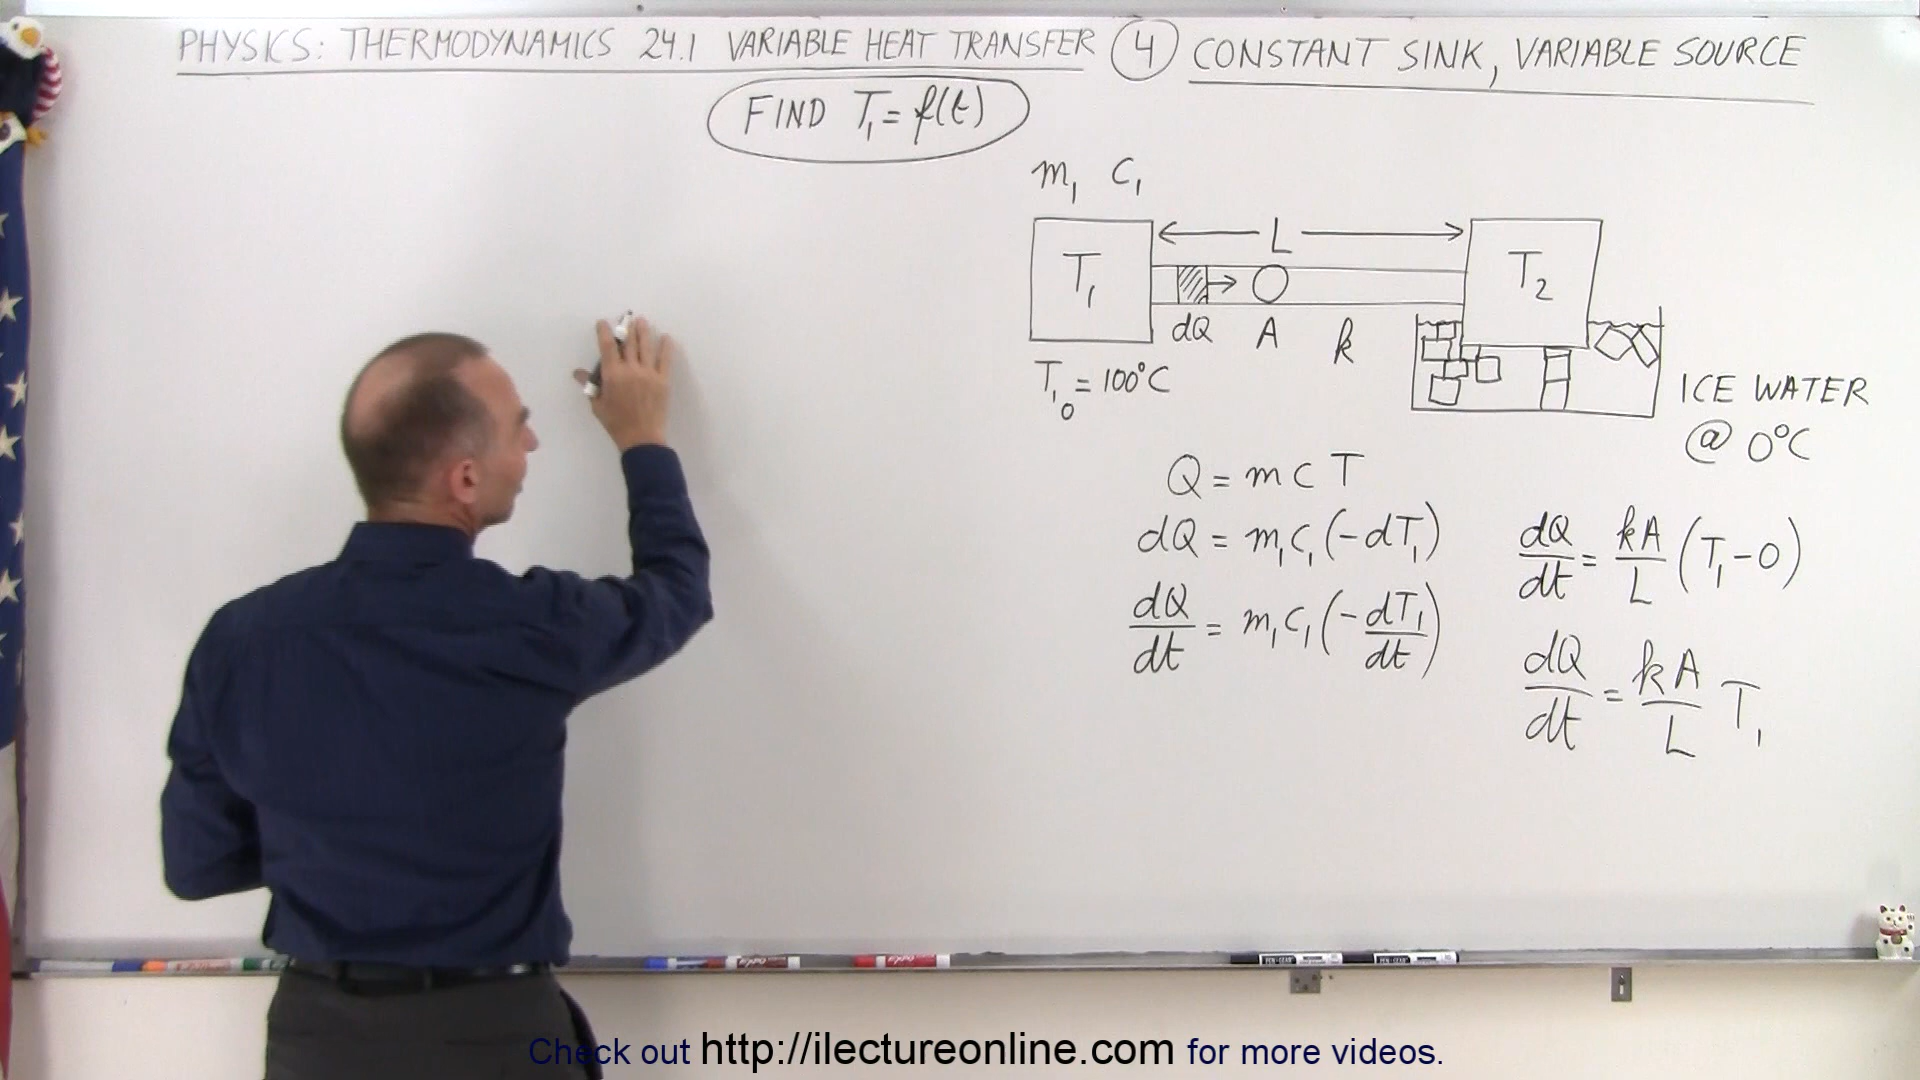 PHYSICS: THERMODYNAMICS 24.1 VARIABLE HEAT TRANSFER ④ CONSTANT SINK, VARIABLE SOURCE
FIND T₁ = f(t)
m₁ C₁
L
T₁
T₂
dQ A k
T₁₀ = 100°C
ICE WATER
@ 0°C
Q = m c T
dQ = m₁c₁(-dT₁)
dQ/dt = m₁c₁(-dT₁/dt)
dQ/dt = kA/L (T₁-0)
dQ/dt = kA/L T₁
Check out http://ilectureonline.com for more videos.